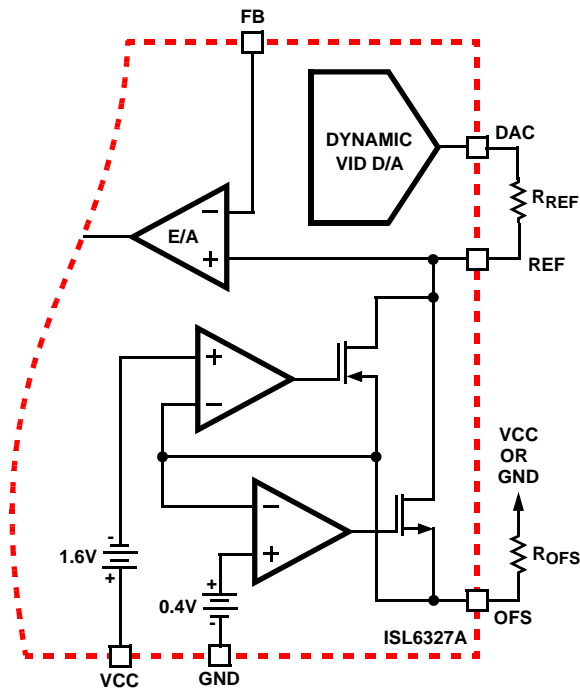 FB
DAC
DYNAMIC
VID D/A
RREF
E/A
−
+
REF
+
−
VCC
OR
GND
−
+
-
1.6V
+
+
0.4V
-
ROFS
OFS
ISL6327A
VCC
GND